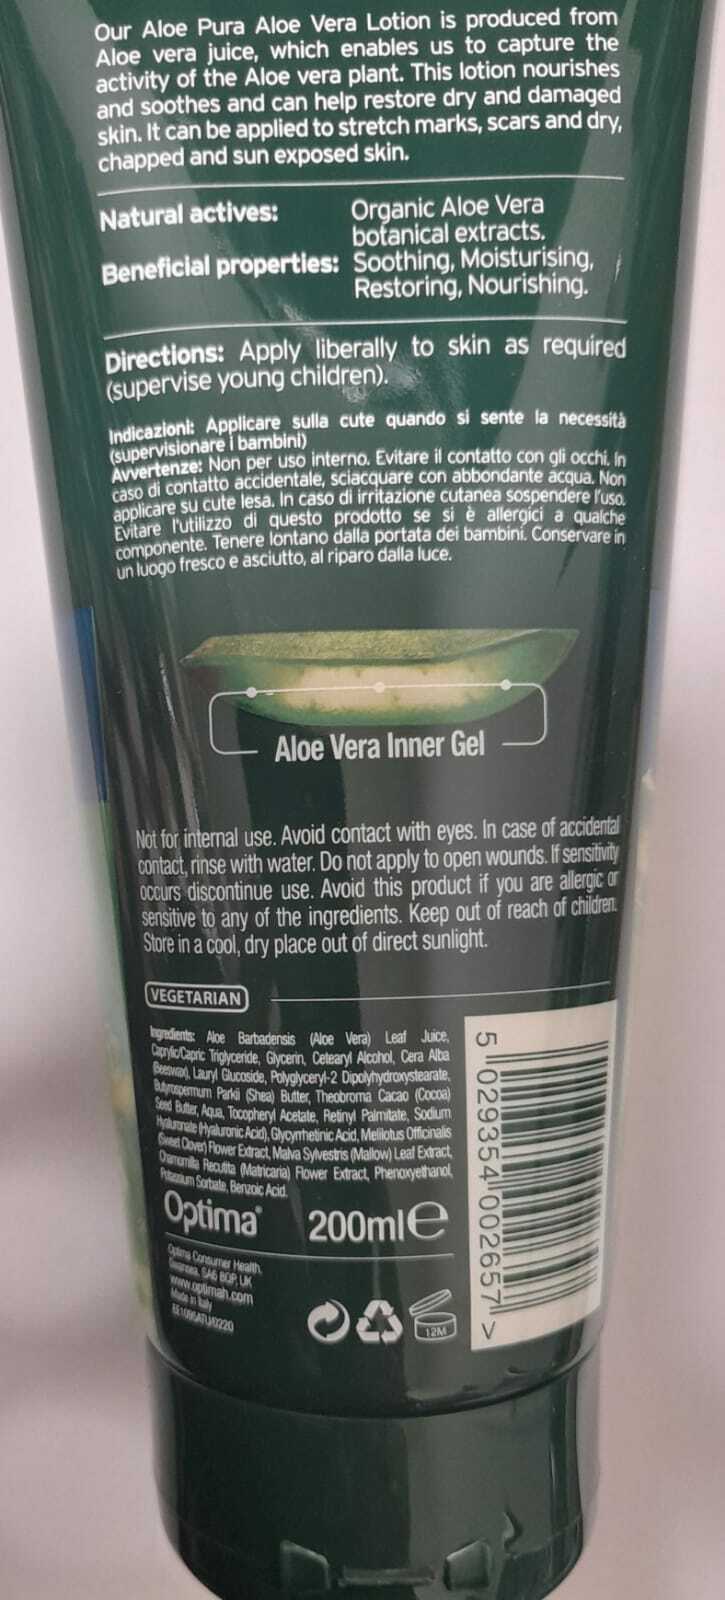 Our Aloe Pura Aloe Vera Lotion is produced from
Aloe vera juice, which enables us to capture the
activity of the Aloe vera plant. This lotion nourishes
and soothes and can help restore dry and damaged
skin. It can be applied to stretch marks, scars and dry,
chapped and sun exposed skin.
Natural actives: Organic Aloe Vera
botanical extracts.
Beneficial properties: Soothing, Moisturising,
Restoring, Nourishing.
Directions: Apply liberally to skin as required
(supervise young children).
Indicazioni: Applicare sulla cute quando si sente la necessità
(supervisionare i bambini)
Avvertenze: Non per uso interno. Evitare il contatto con gli occhi. In
caso di contatto accidentale, sciacquare con abbondante acqua. Non
applicare su cute lesa. In caso di irritazione cutanea sospendere l'uso.
Evitare l'utilizzo di questo prodotto se si è allergici a qualche
componente. Tenere lontano dalla portata dei bambini. Conservare in
un luogo fresco e asciutto, al riparo dalla luce.
Aloe Vera Inner Gel
Not for internal use. Avoid contact with eyes. In case of accidental
contact, rinse with water. Do not apply to open wounds. If sensitivity
occurs discontinue use. Avoid this product if you are allergic or
sensitive to any of the ingredients. Keep out of reach of children.
Store in a cool, dry place out of direct sunlight.
VEGETARIAN
Ingredients: Aloe Barbadensis (Aloe Vera) Leaf Juice,
Caprylic/Capric Triglyceride, Glycerin, Cetearyl Alcohol, Cera Alba
(Beeswax), Lauryl Glucoside, Polyglyceryl-2 Dipolyhydroxystearate,
Butyrospermum Parkii (Shea) Butter, Theobroma Cacao (Cocoa)
Seed Butter, Aqua, Tocopheryl Acetate, Retinyl Palmitate, Sodium
Hyaluronate (Hyaluronic Acid), Glycyrrhetinic Acid, Melilotus Officinalis
(Sweet Clover) Flower Extract, Malva Sylvestris (Mallow) Leaf Extract,
Chamomilla Recutita (Matricaria) Flower Extract, Phenoxyethanol,
Potassium Sorbate, Benzoic Acid.
5 029354 002657 >
Optima® 200ml e
Optima Consumer Health,
Swansea, SA6 8QP, UK
www.optimah.com
Made in Italy
12M